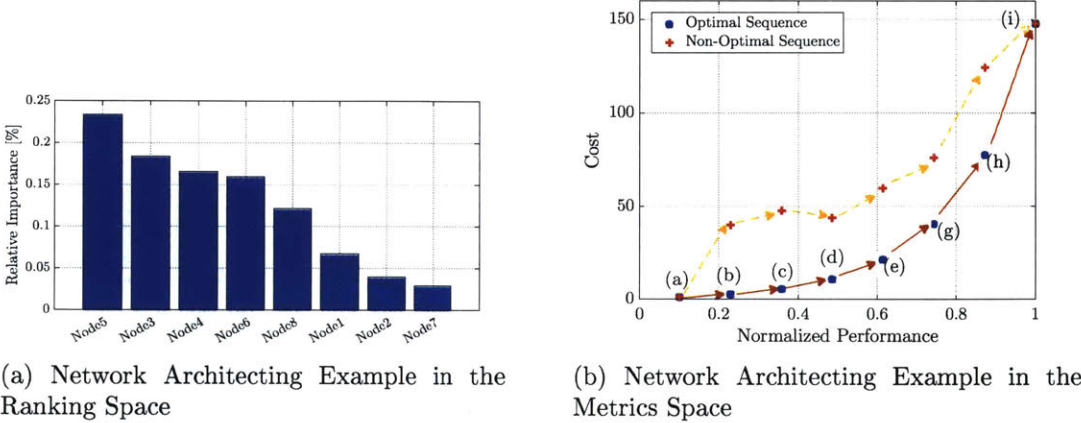 0.25
0.2
0.15
0.1
0.05
0
Relative Importance [%]
Node5 Node3 Node4 Node6 Node8 Node1 Node2 Node7
(a) Network Architecting Example in the
Ranking Space
150
100
50
0
Cost
Optimal Sequence
Non-Optimal Sequence
(a)
(b)
(c)
(d)
(e)
(g)
(h)
(i)
0 0.2 0.4 0.6 0.8 1
Normalized Performance
(b) Network Architecting Example in the
Metrics Space